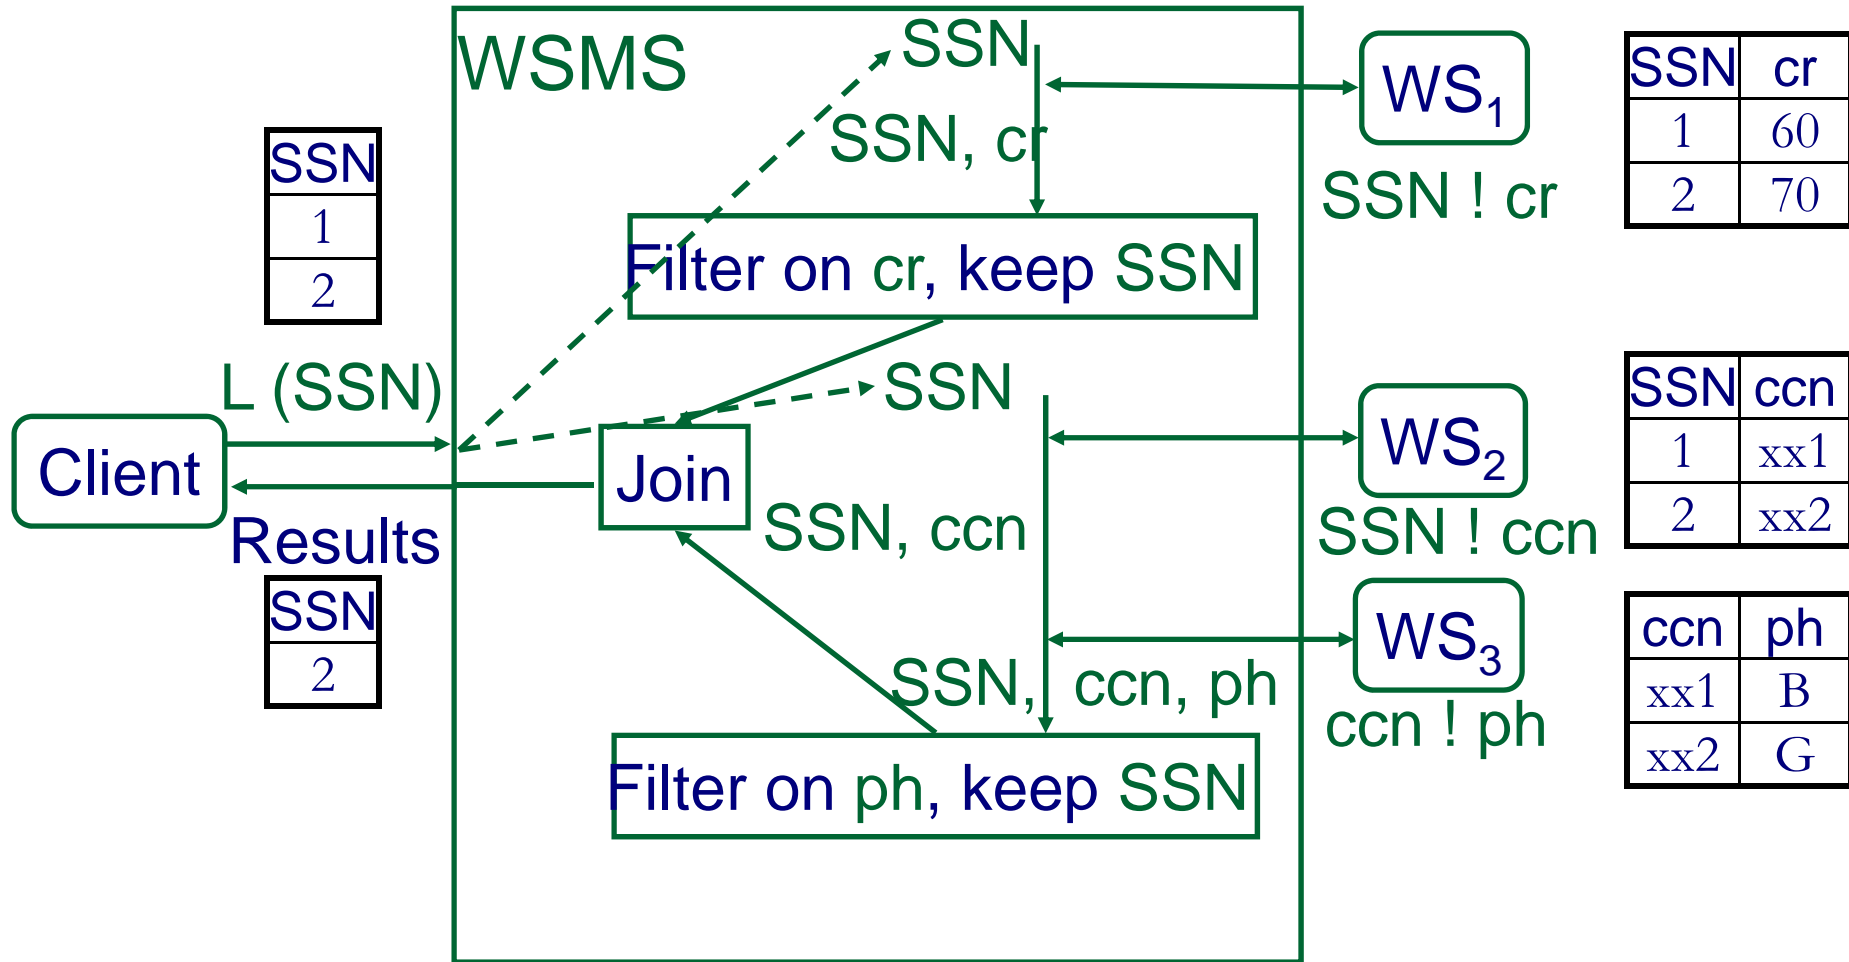 WSMS
SSN
WS1
SSN cr
1 60
2 70
SSN, cr
SSN ! cr
SSN
1
2
Filter on cr, keep SSN
L (SSN)
SSN
WS2
SSN ccn
1 xx1
2 xx2
Client
Join
SSN, ccn
SSN ! ccn
Results
SSN
2
WS3
ccn ph
xx1 B
xx2 G
SSN, ccn, ph
ccn ! ph
Filter on ph, keep SSN